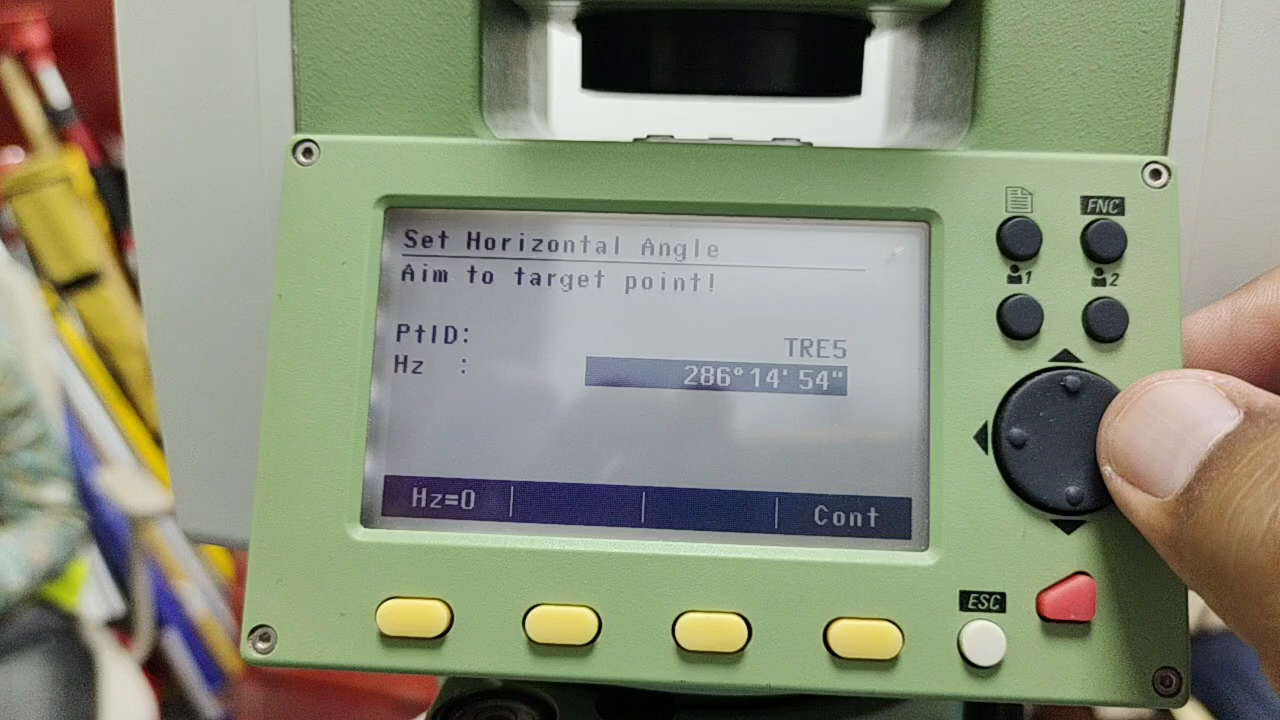 Set Horizontal Angle
Aim to target point!
PtID: TRE5
Hz : 286°14'54"
Hz=0 Cont
FNC
1 2
ESC